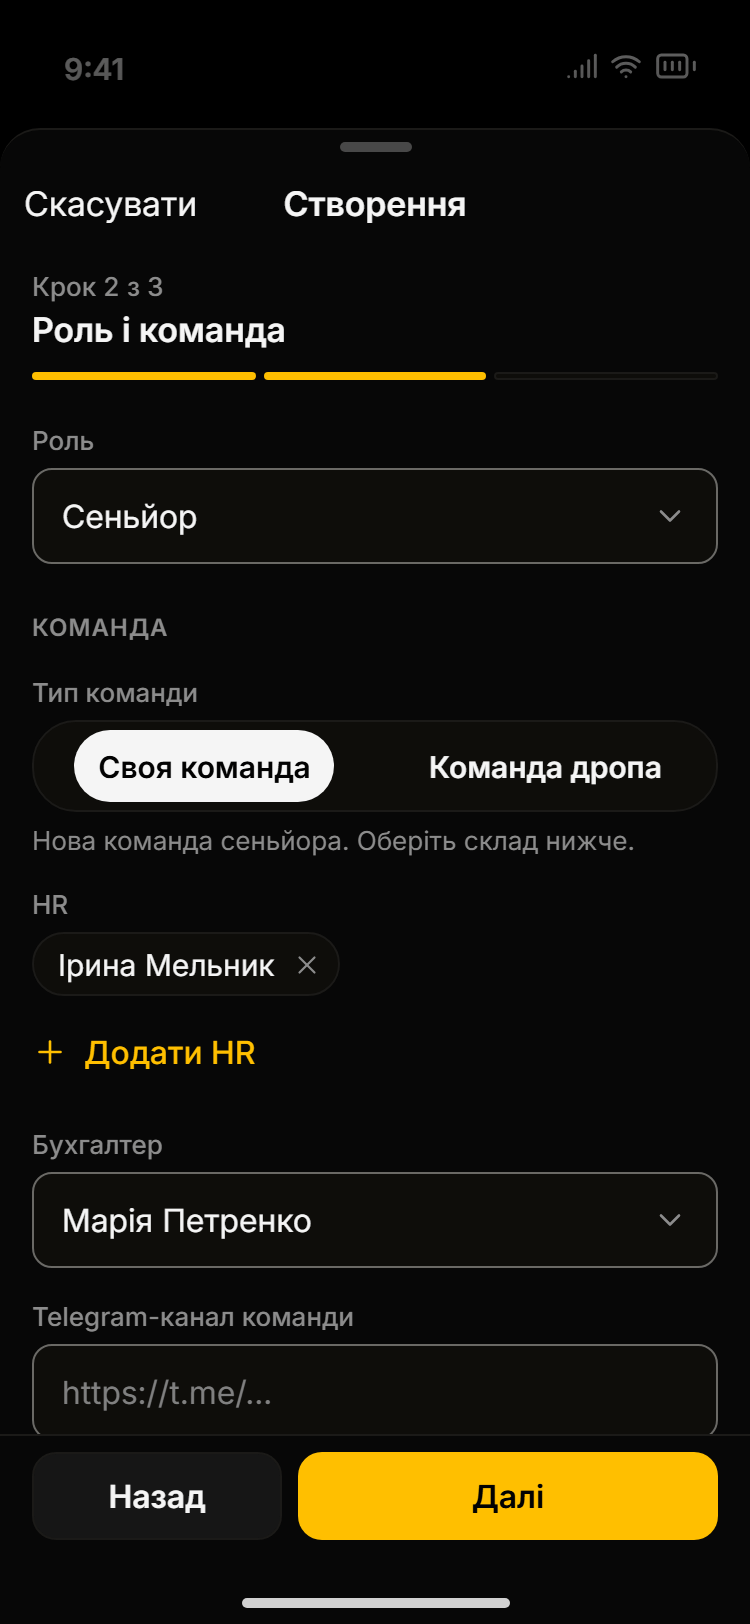 9:41
Скасувати
Створення
Крок 2 з 3
Роль і команда
Роль
Сеньйор
КОМАНДА
Тип команди
Своя команда
Команда дропа
Нова команда сеньйора. Оберіть склад нижче.
HR
Ірина Мельник
Додати HR
Бухгалтер
Марія Петренко
Telegram-канал команди
https://t.me/...
Назад
Далі